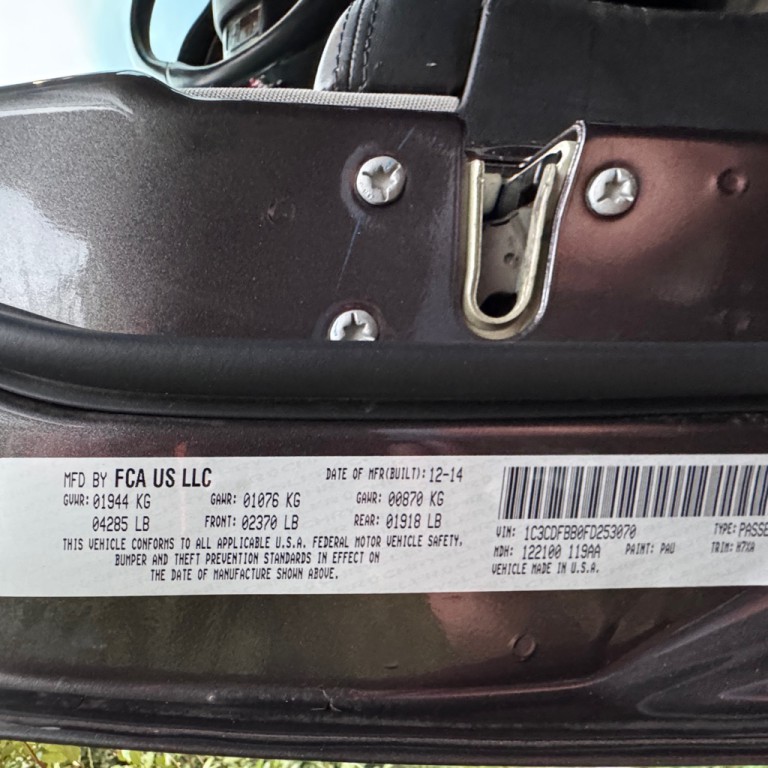 MFD BY FCA US LLC DATE OF MFR(BUILT): 12-14
GVWR: 01944 KG GAWR: 01076 KG GAWR: 00870 KG
04285 LB FRONT: 02370 LB REAR: 01918 LB
THIS VEHICLE CONFORMS TO ALL APPLICABLE U.S.A. FEDERAL MOTOR VEHICLE SAFETY.
BUMPER AND THEFT PREVENTION STANDARDS IN EFFECT ON
THE DATE OF MANUFACTURE SHOWN ABOVE.
VIN: 1C3CDFBB0FD253070 TYPE: PASSE
MDH: 122100 119AA PAINT: PAU TRIM: H7XA
VEHICLE MADE IN U.S.A.